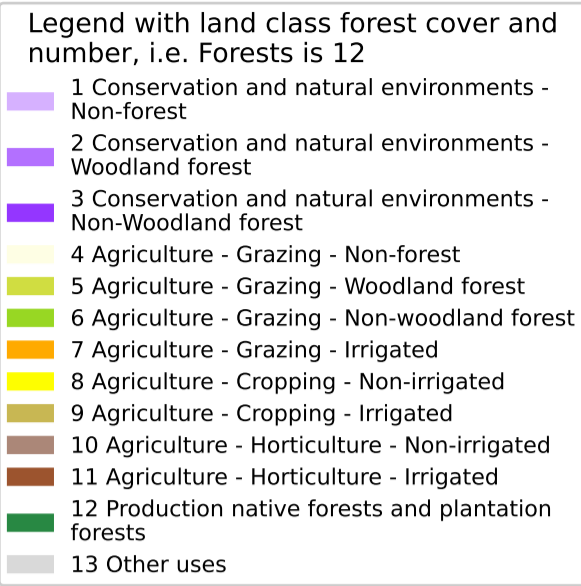 Legend with land class forest cover and
number, i.e. Forests is 12
1 Conservation and natural environments -
Non-forest
2 Conservation and natural environments -
Woodland forest
3 Conservation and natural environments -
Non-Woodland forest
4 Agriculture - Grazing - Non-forest
5 Agriculture - Grazing - Woodland forest
6 Agriculture - Grazing - Non-woodland forest
7 Agriculture - Grazing - Irrigated
8 Agriculture - Cropping - Non-irrigated
9 Agriculture - Cropping - Irrigated
10 Agriculture - Horticulture - Non-irrigated
11 Agriculture - Horticulture - Irrigated
12 Production native forests and plantation
forests
13 Other uses